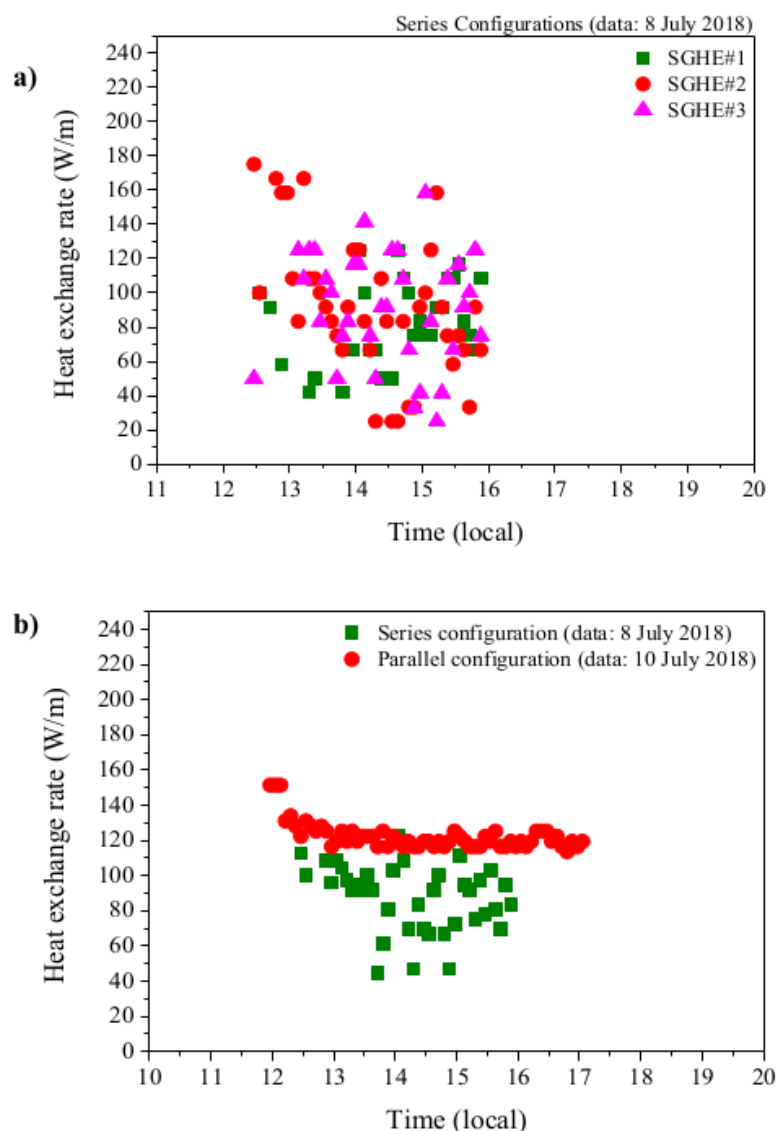 Series Configurations (data: 8 July 2018)
a)
SGHE#1
SGHE#2
SGHE#3
Heat exchange rate (W/m)
240
220
200
180
160
140
120
100
80
60
40
20
0
11 12 13 14 15 16 17 18 19 20
Time (local)
b)
Series configuration (data: 8 July 2018)
Parallel configuration (data: 10 July 2018)
Heat exchange rate (W/m)
240
220
200
180
160
140
120
100
80
60
40
20
0
10 11 12 13 14 15 16 17 18 19 20
Time (local)